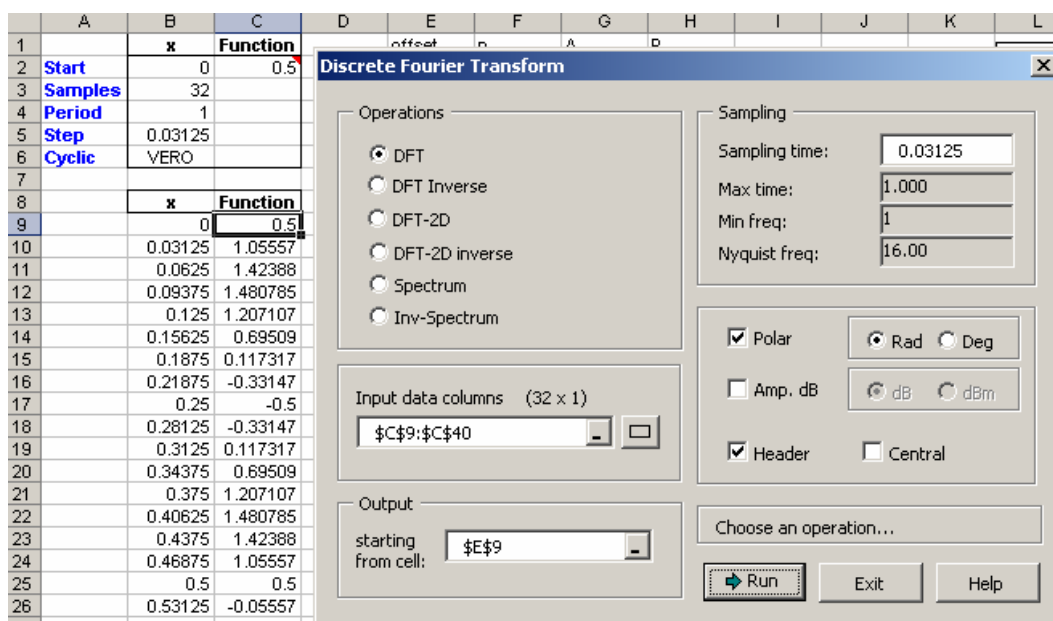 A B C D E F G H I J K L
1 x Function offset n A P
2 Start 0 0.5
3 Samples 32
4 Period 1
5 Step 0.03125
6 Cyclic VERO
7
8 x Function
9 0 0.5
10 0.03125 1.05557
11 0.0625 1.42388
12 0.09375 1.480785
13 0.125 1.207107
14 0.15625 0.69509
15 0.1875 0.117317
16 0.21875 -0.33147
17 0.25 -0.5
18 0.28125 -0.33147
19 0.3125 0.117317
20 0.34375 0.69509
21 0.375 1.207107
22 0.40625 1.480785
23 0.4375 1.42388
24 0.46875 1.05557
25 0.5 0.5
26 0.53125 -0.05557
Discrete Fourier Transform
Operations
DFT
DFT Inverse
DFT-2D
DFT-2D inverse
Spectrum
Inv-Spectrum
Input data columns (32 x 1)
$C$9:$C$40
Output
starting
from cell:
$E$9
Sampling
Sampling time: 0.03125
Max time: 1.000
Min freq: 1
Nyquist freq: 16.00
Polar Rad Deg
Amp. dB dB dBm
Header Central
Choose an operation...
Run Exit Help